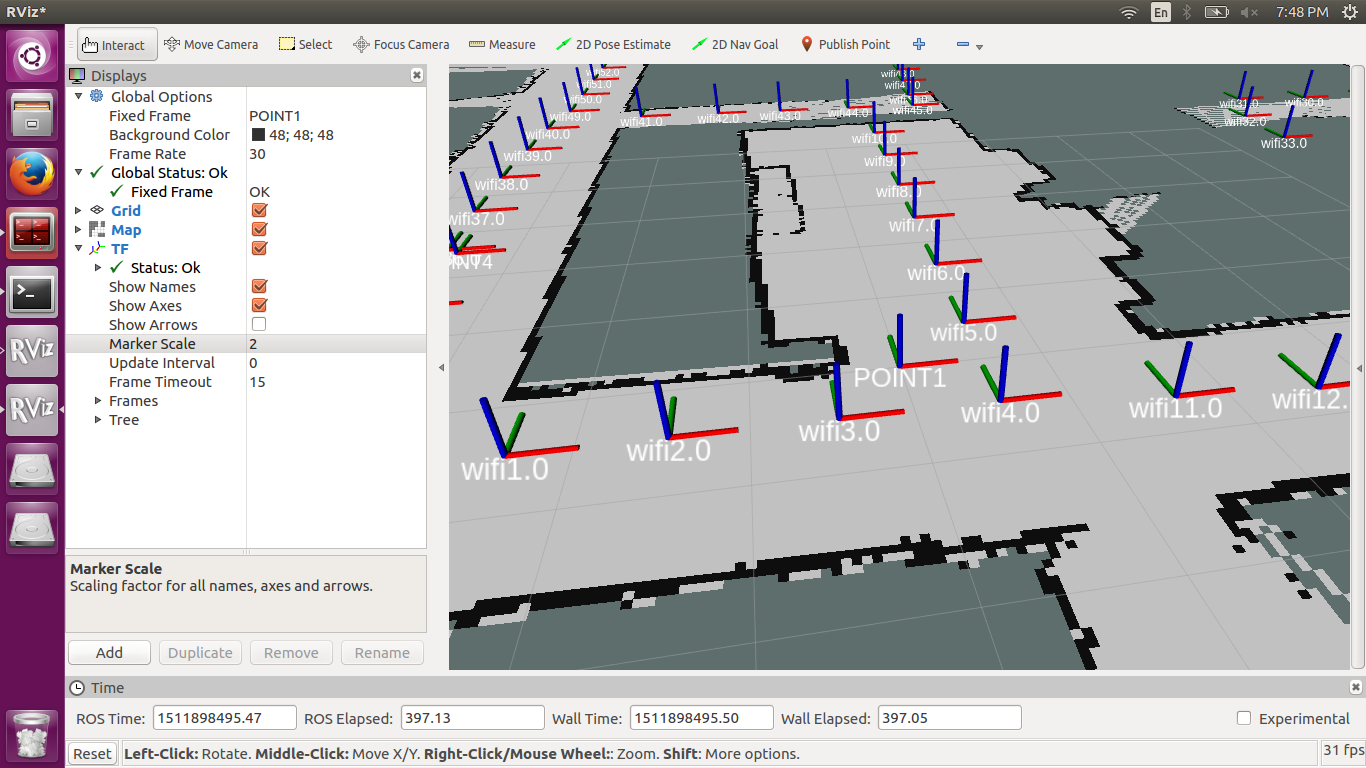 RViz*
En
7:48 PM
Interact
Move Camera
Select
Focus Camera
Measure
2D Pose Estimate
2D Nav Goal
Publish Point
Displays
Global Options
Fixed Frame POINT1
Background Color 48; 48; 48
Frame Rate 30
Global Status: Ok
Fixed Frame OK
Grid
Map
TF
Status: Ok
Show Names
Show Axes
Show Arrows
Marker Scale 2
Update Interval 0
Frame Timeout 15
Frames
Tree
Marker Scale
Scaling factor for all names, axes and arrows.
Add Duplicate Remove Rename
RViz
RViz
wifi41.0
wifi42.0
wifi43.0
wifi44.0
wifi45.0
wifi31.0
wifi30.0
wifi32.0
wifi33.0
wifi49.0
wifi40.0
wifi39.0
wifi38.0
wifi37.0
wifi10.0
wifi9.0
wifi8.0
wifi7.0
wifi6.0
wifi5.0
POINT1
wifi4.0
wifi11.0
wifi12.
wifi3.0
wifi2.0
wifi1.0
Time
ROS Time: 1511898495.47 ROS Elapsed: 397.13 Wall Time: 1511898495.50 Wall Elapsed: 397.05 Experimental
Reset Left-Click: Rotate. Middle-Click: Move X/Y. Right-Click/Mouse Wheel:: Zoom. Shift: More options. 31 fps